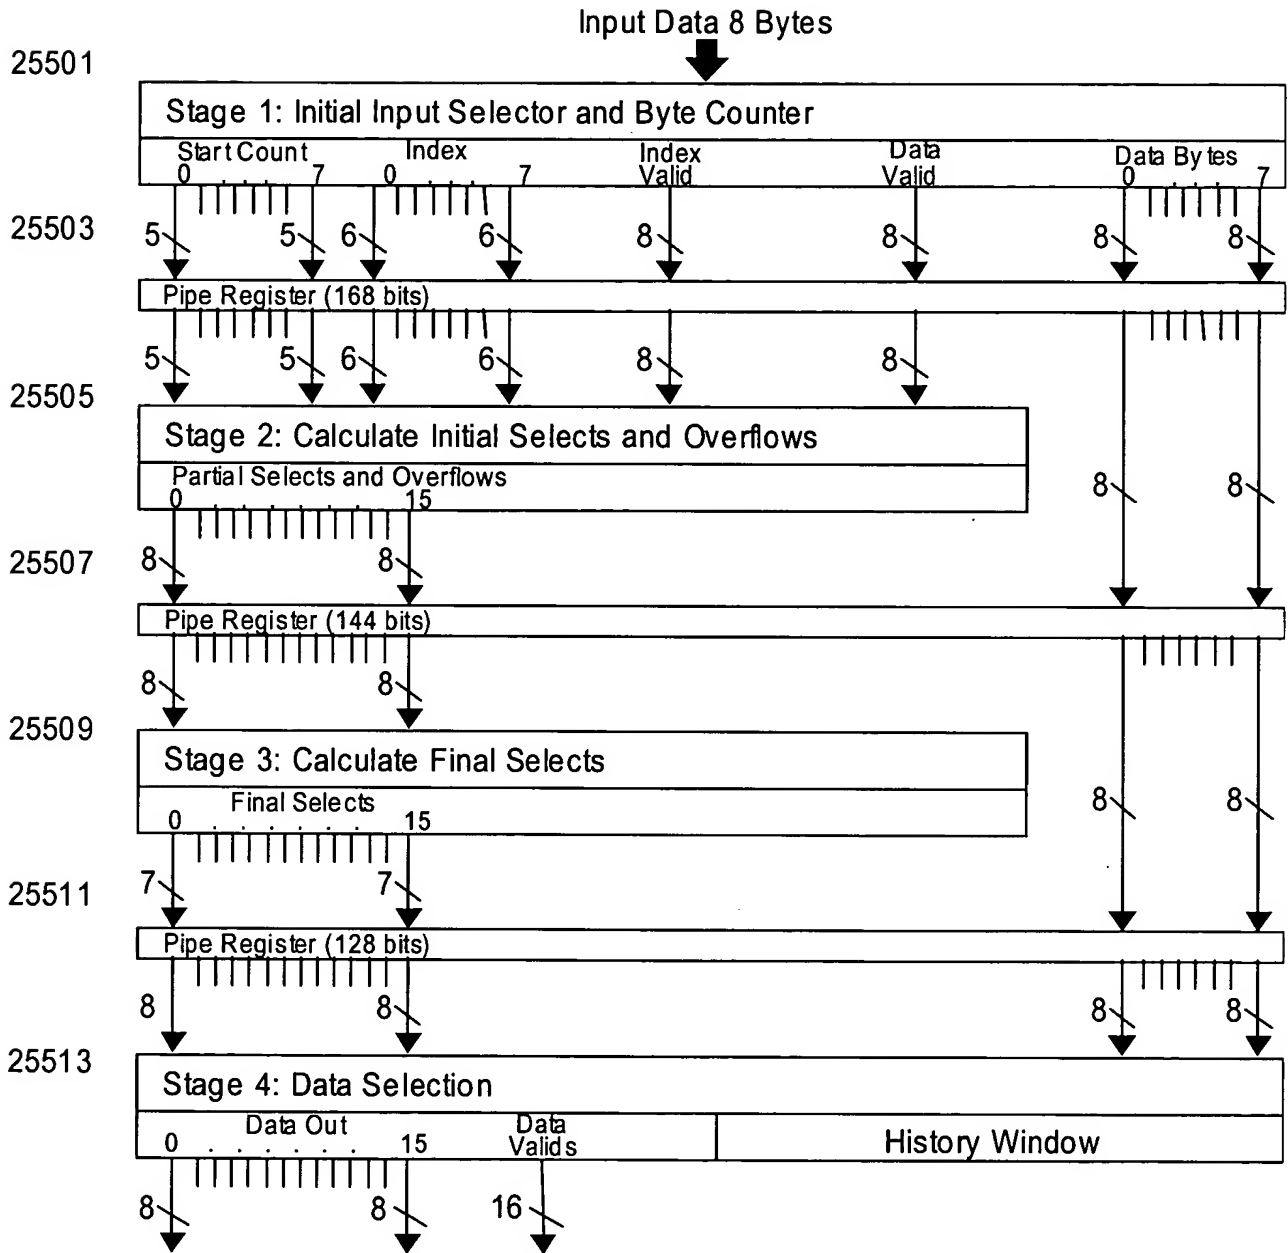 Input Data 8 Bytes
25501
Stage 1: Initial Input Selector and Byte Counter
Start Count Index Index Valid Data Valid Data Bytes
0 7 0 7 0 7
25503
5 5 6 6 8 8 8 8
Pipe Register (168 bits)
5 5 6 6 8 8
25505
Stage 2: Calculate Initial Selects and Overflows
Partial Selects and Overflows
0 15
8 8
25507
8 8
Pipe Register (144 bits)
8 8
25509
Stage 3: Calculate Final Selects
Final Selects
0 15
8 8
25511
7 7
Pipe Register (128 bits)
8 8 8 8
25513
Stage 4: Data Selection
Data Out Data Valids History Window
0 15
8 8 16